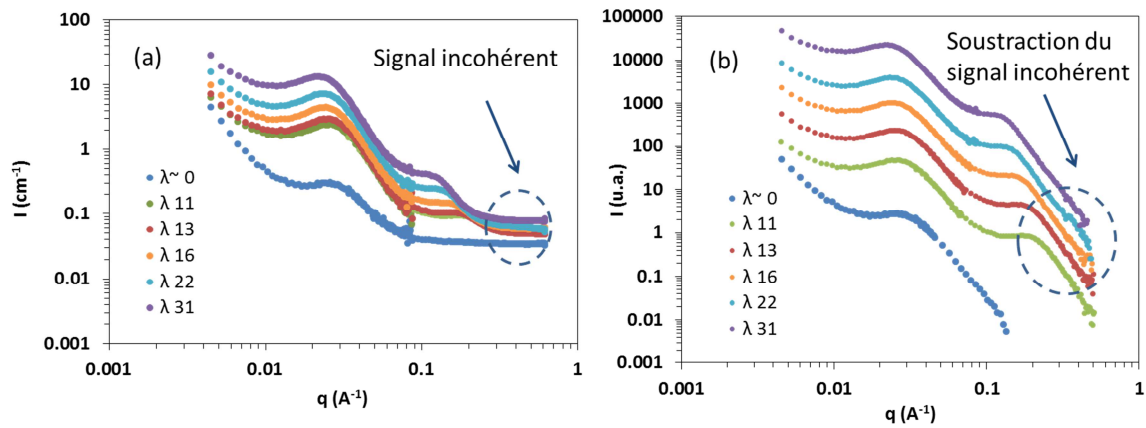 (a)
Signal incohérent
100
10
1
0.1
0.01
0.001
I (cm⁻¹)
λ~ 0
λ 11
λ 13
λ 16
λ 22
λ 31
0.001
0.01
0.1
1
q (A⁻¹)
(b)
Soustraction du
signal incohérent
100000
10000
1000
100
10
1
0.1
0.01
0.001
I (u.a.)
λ~ 0
λ 11
λ 13
λ 16
λ 22
λ 31
0.001
0.01
0.1
1
q (A⁻¹)